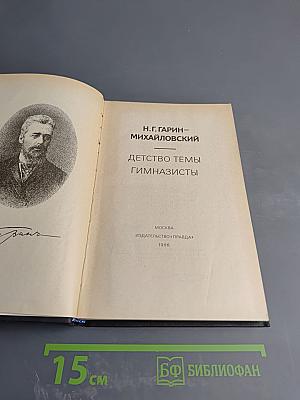 Н. Г. ГАРИН–
МИХАЙЛОВСКИЙ
ДЕТСТВО ТЕМЫ
ГИМНАЗИСТЫ
МОСКВА
ИЗДАТЕЛЬСТВО «ПРАВДА»
1986
15 СМ
БФ БИБЛИОФАН